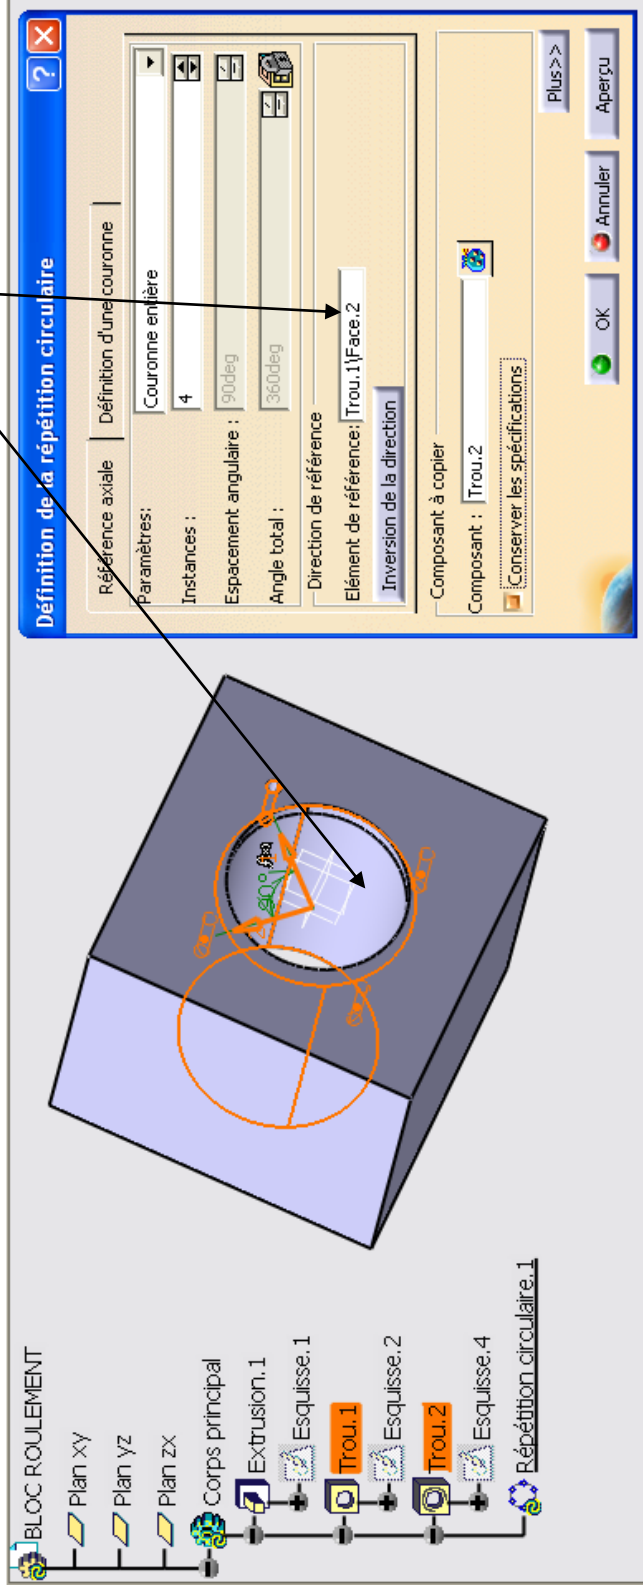 BLOC ROULEMENT
Plan xy
Plan yz
Plan zx
Corps principal
Extrusion.1
Esquisse.1
Trou.1
Esquisse.2
Trou.2
Esquisse.4
Répétition circulaire.1
90°
f(x)
Définition de la répétition circulaire
?
Référence axiale
Définition d'une couronne
Paramètres:
Couronne entière
Instances :
4
Espacement angulaire :
90deg
Angle total :
360deg
Direction de référence
Elément de référence:
Trou.1\Face.2
Inversion de la direction
Composant à copier
Composant :
Trou.2
Conserver les spécifications
Plus>>
OK
Annuler
Aperçu